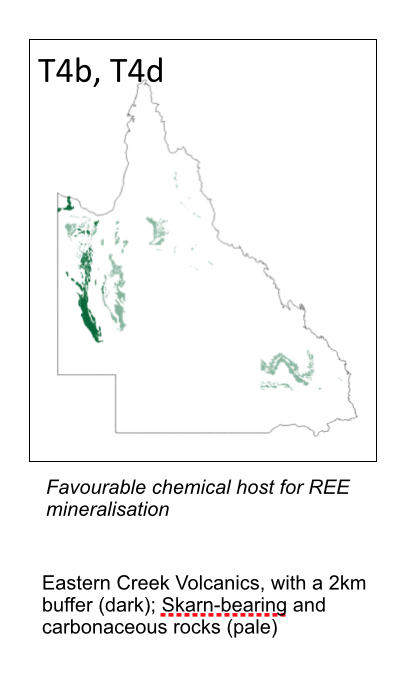 T4b, T4d
Favourable chemical host for REE
mineralisation
Eastern Creek Volcanics, with a 2km
buffer (dark); Skarn-bearing and
carbonaceous rocks (pale)